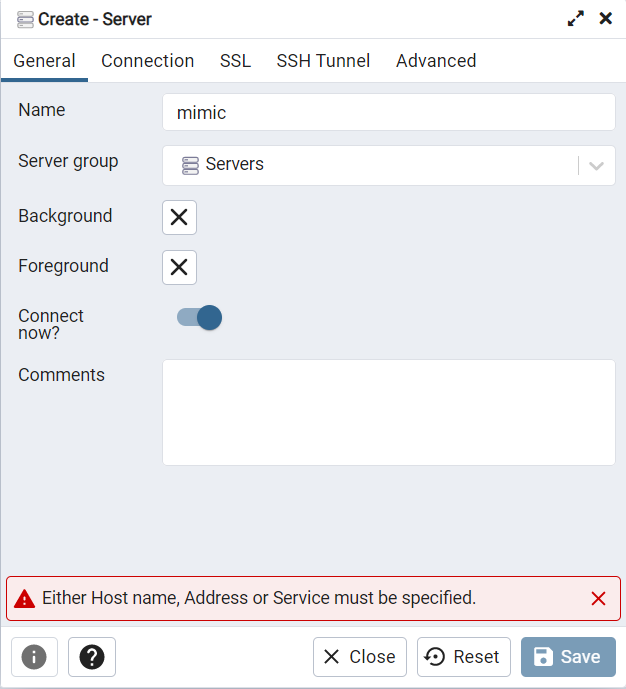 Create - Server
General Connection SSL SSH Tunnel Advanced
Name mimic
Server group Servers
Background
Foreground
Connect
now?
Comments
Either Host name, Address or Service must be specified.
Close Reset Save